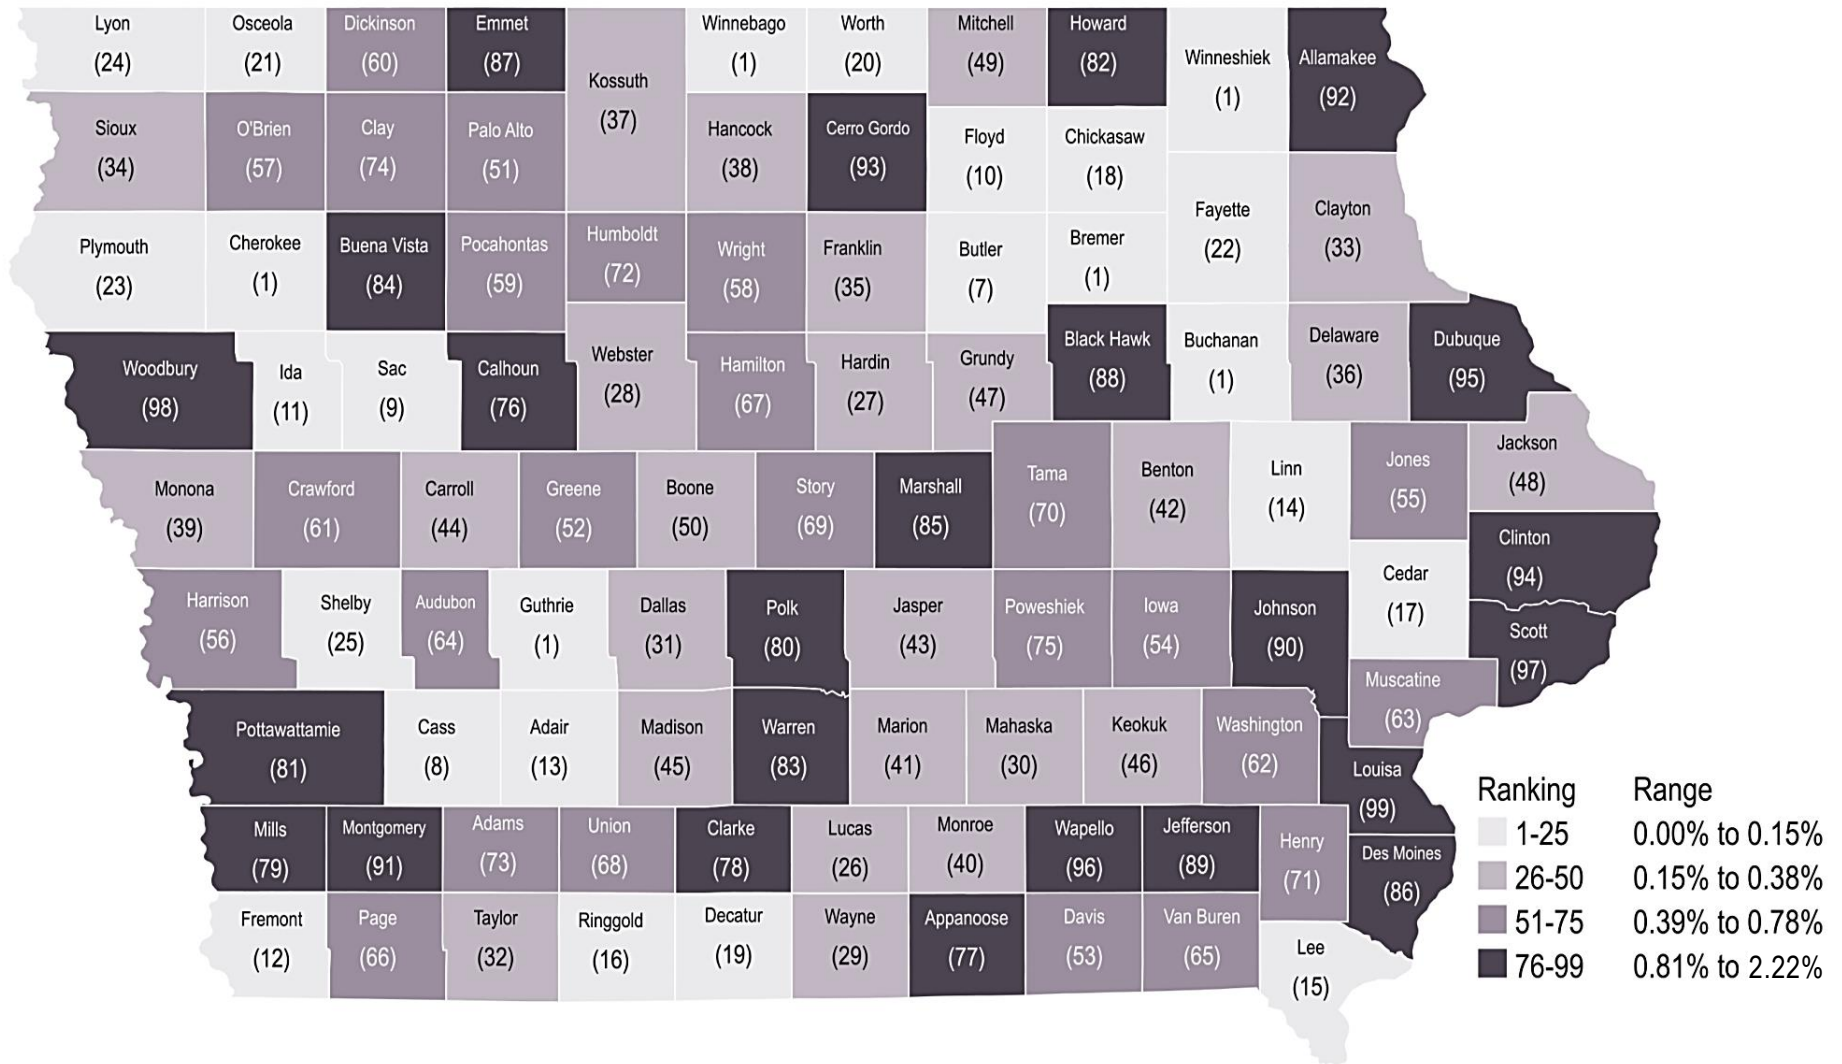 Lyon
(24)
Osceola
(21)
Dickinson
(60)
Emmet
(87)
Kossuth
(37)
Winnebago
(1)
Worth
(20)
Mitchell
(49)
Howard
(82)
Winneshiek
(1)
Allamakee
(92)
Sioux
(34)
O'Brien
(57)
Clay
(74)
Palo Alto
(51)
Hancock
(38)
Cerro Gordo
(93)
Floyd
(10)
Chickasaw
(18)
Fayette
(22)
Clayton
(33)
Plymouth
(23)
Cherokee
(1)
Buena Vista
(84)
Pocahontas
(59)
Humboldt
(72)
Wright
(58)
Franklin
(35)
Butler
(7)
Bremer
(1)
Woodbury
(98)
Ida
(11)
Sac
(9)
Calhoun
(76)
Webster
(28)
Hamilton
(67)
Hardin
(27)
Grundy
(47)
Black Hawk
(88)
Buchanan
(1)
Delaware
(36)
Dubuque
(95)
Monona
(39)
Crawford
(61)
Carroll
(44)
Greene
(52)
Boone
(50)
Story
(69)
Marshall
(85)
Tama
(70)
Benton
(42)
Linn
(14)
Jones
(55)
Jackson
(48)
Clinton
(94)
Harrison
(56)
Shelby
(25)
Audubon
(64)
Guthrie
(1)
Dallas
(31)
Polk
(80)
Jasper
(43)
Poweshiek
(75)
Iowa
(54)
Johnson
(90)
Cedar
(17)
Scott
(97)
Muscatine
(63)
Pottawattamie
(81)
Cass
(8)
Adair
(13)
Madison
(45)
Warren
(83)
Marion
(41)
Mahaska
(30)
Keokuk
(46)
Washington
(62)
Louisa
(99)
Mills
(79)
Montgomery
(91)
Adams
(73)
Union
(68)
Clarke
(78)
Lucas
(26)
Monroe
(40)
Wapello
(96)
Jefferson
(89)
Henry
(71)
Des Moines
(86)
Fremont
(12)
Page
(66)
Taylor
(32)
Ringgold
(16)
Decatur
(19)
Wayne
(29)
Appanoose
(77)
Davis
(53)
Van Buren
(65)
Lee
(15)
Ranking Range
1-25 0.00% to 0.15%
26-50 0.15% to 0.38%
51-75 0.39% to 0.78%
76-99 0.81% to 2.22%